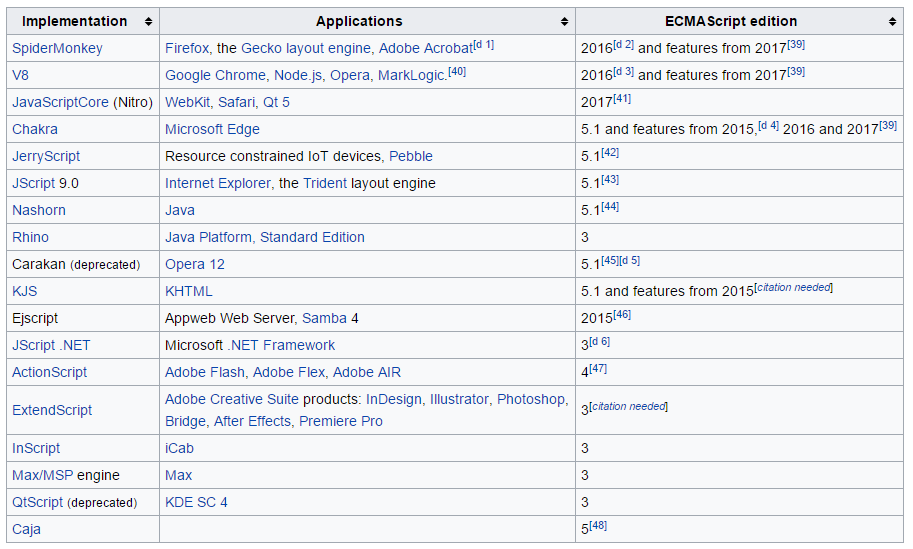 Implementation Applications ECMAScript edition
SpiderMonkey Firefox, the Gecko layout engine, Adobe Acrobat[d 1] 2016[d 2] and features from 2017[39]
V8 Google Chrome, Node.js, Opera, MarkLogic.[40] 2016[d 3] and features from 2017[39]
JavaScriptCore (Nitro) WebKit, Safari, Qt 5 2017[41]
Chakra Microsoft Edge 5.1 and features from 2015,[d 4] 2016 and 2017[39]
JerryScript Resource constrained IoT devices, Pebble 5.1[42]
JScript 9.0 Internet Explorer, the Trident layout engine 5.1[43]
Nashorn Java 5.1[44]
Rhino Java Platform, Standard Edition 3
Carakan (deprecated) Opera 12 5.1[45][d 5]
KJS KHTML 5.1 and features from 2015[citation needed]
Ejscript Appweb Web Server, Samba 4 2015[46]
JScript .NET Microsoft .NET Framework 3[d 6]
ActionScript Adobe Flash, Adobe Flex, Adobe AIR 4[47]
ExtendScript Adobe Creative Suite products: InDesign, Illustrator, Photoshop,
Bridge, After Effects, Premiere Pro 3[citation needed]
InScript iCab 3
Max/MSP engine Max 3
QtScript (deprecated) KDE SC 4 3
Caja 5[48]